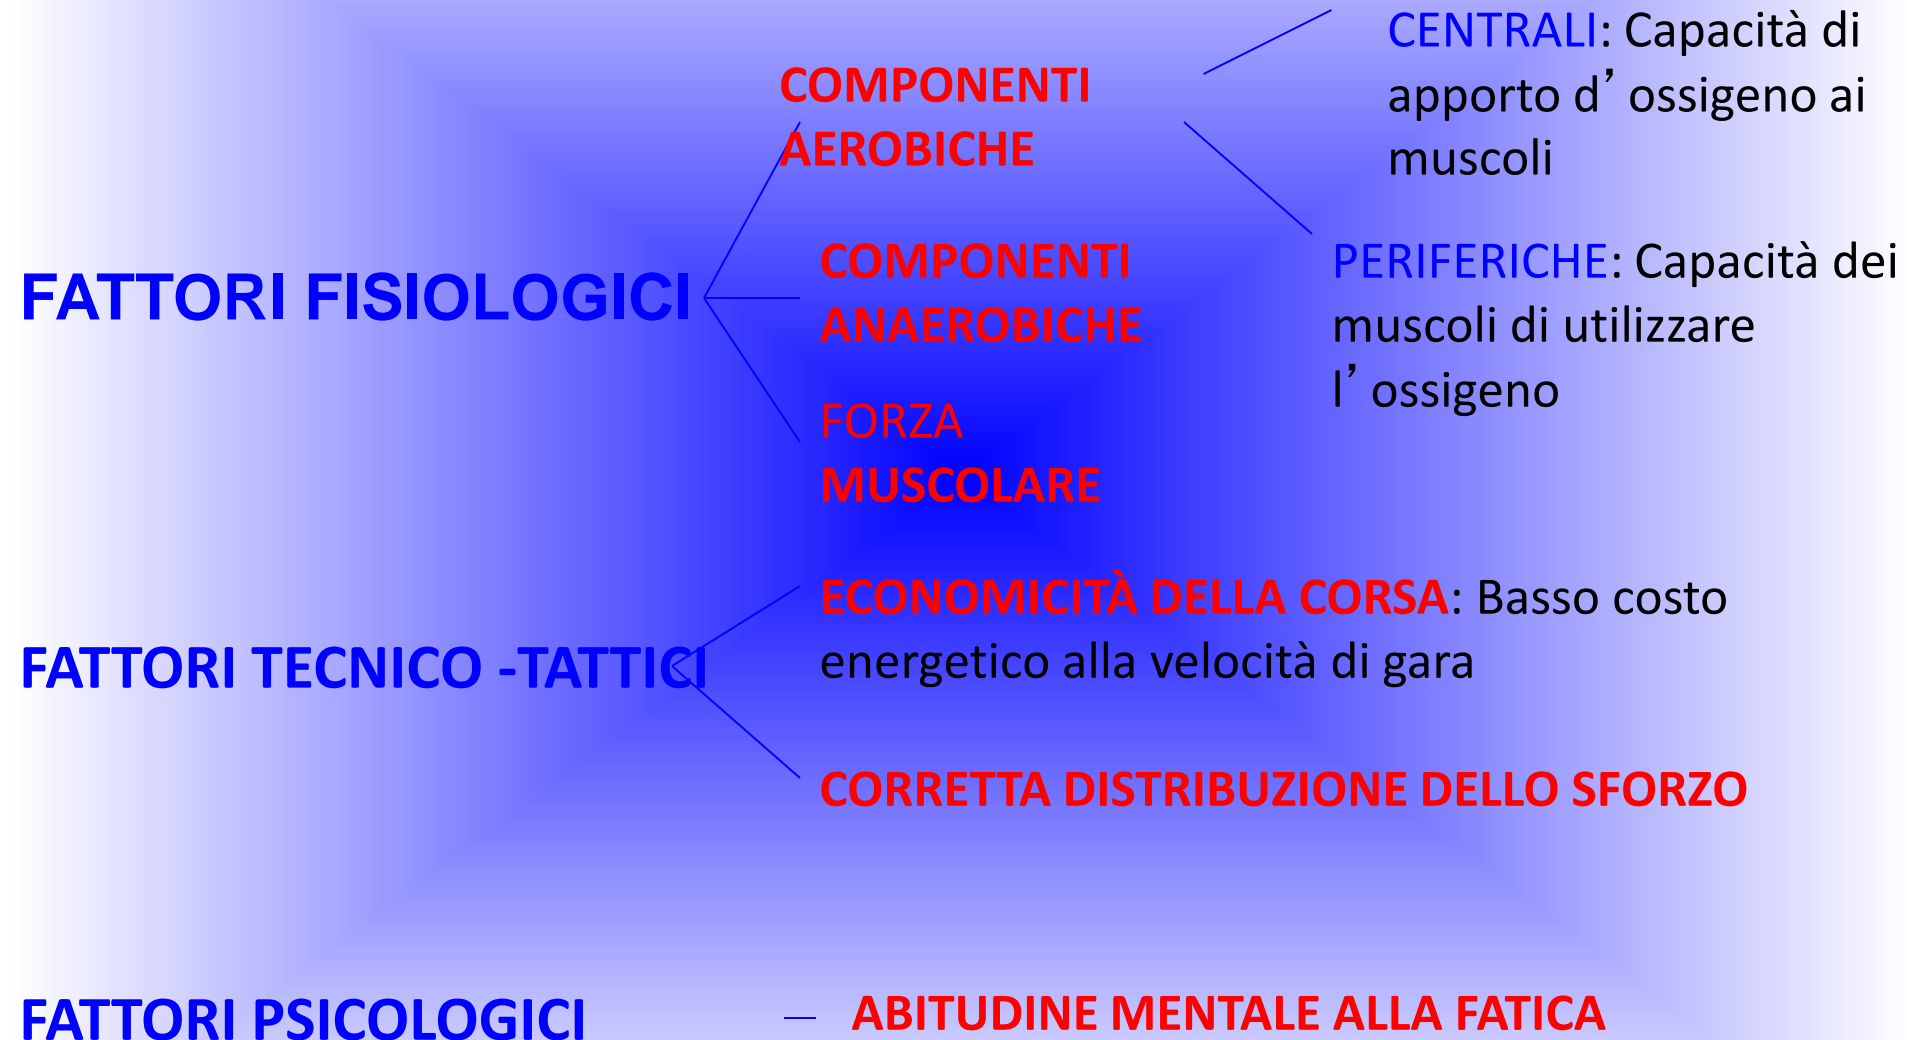 CENTRALI: Capacità di
apporto d’ ossigeno ai
muscoli
COMPONENTI
AEROBICHE
PERIFERICHE: Capacità dei
muscoli di utilizzare
l’ ossigeno
FATTORI FISIOLOGICI
COMPONENTI
ANAEROBICHE
FORZA
MUSCOLARE
FATTORI TECNICO -TATTICI
ECONOMICITÀ DELLA CORSA: Basso costo
energetico alla velocità di gara
CORRETTA DISTRIBUZIONE DELLO SFORZO
FATTORI PSICOLOGICI
ABITUDINE MENTALE ALLA FATICA